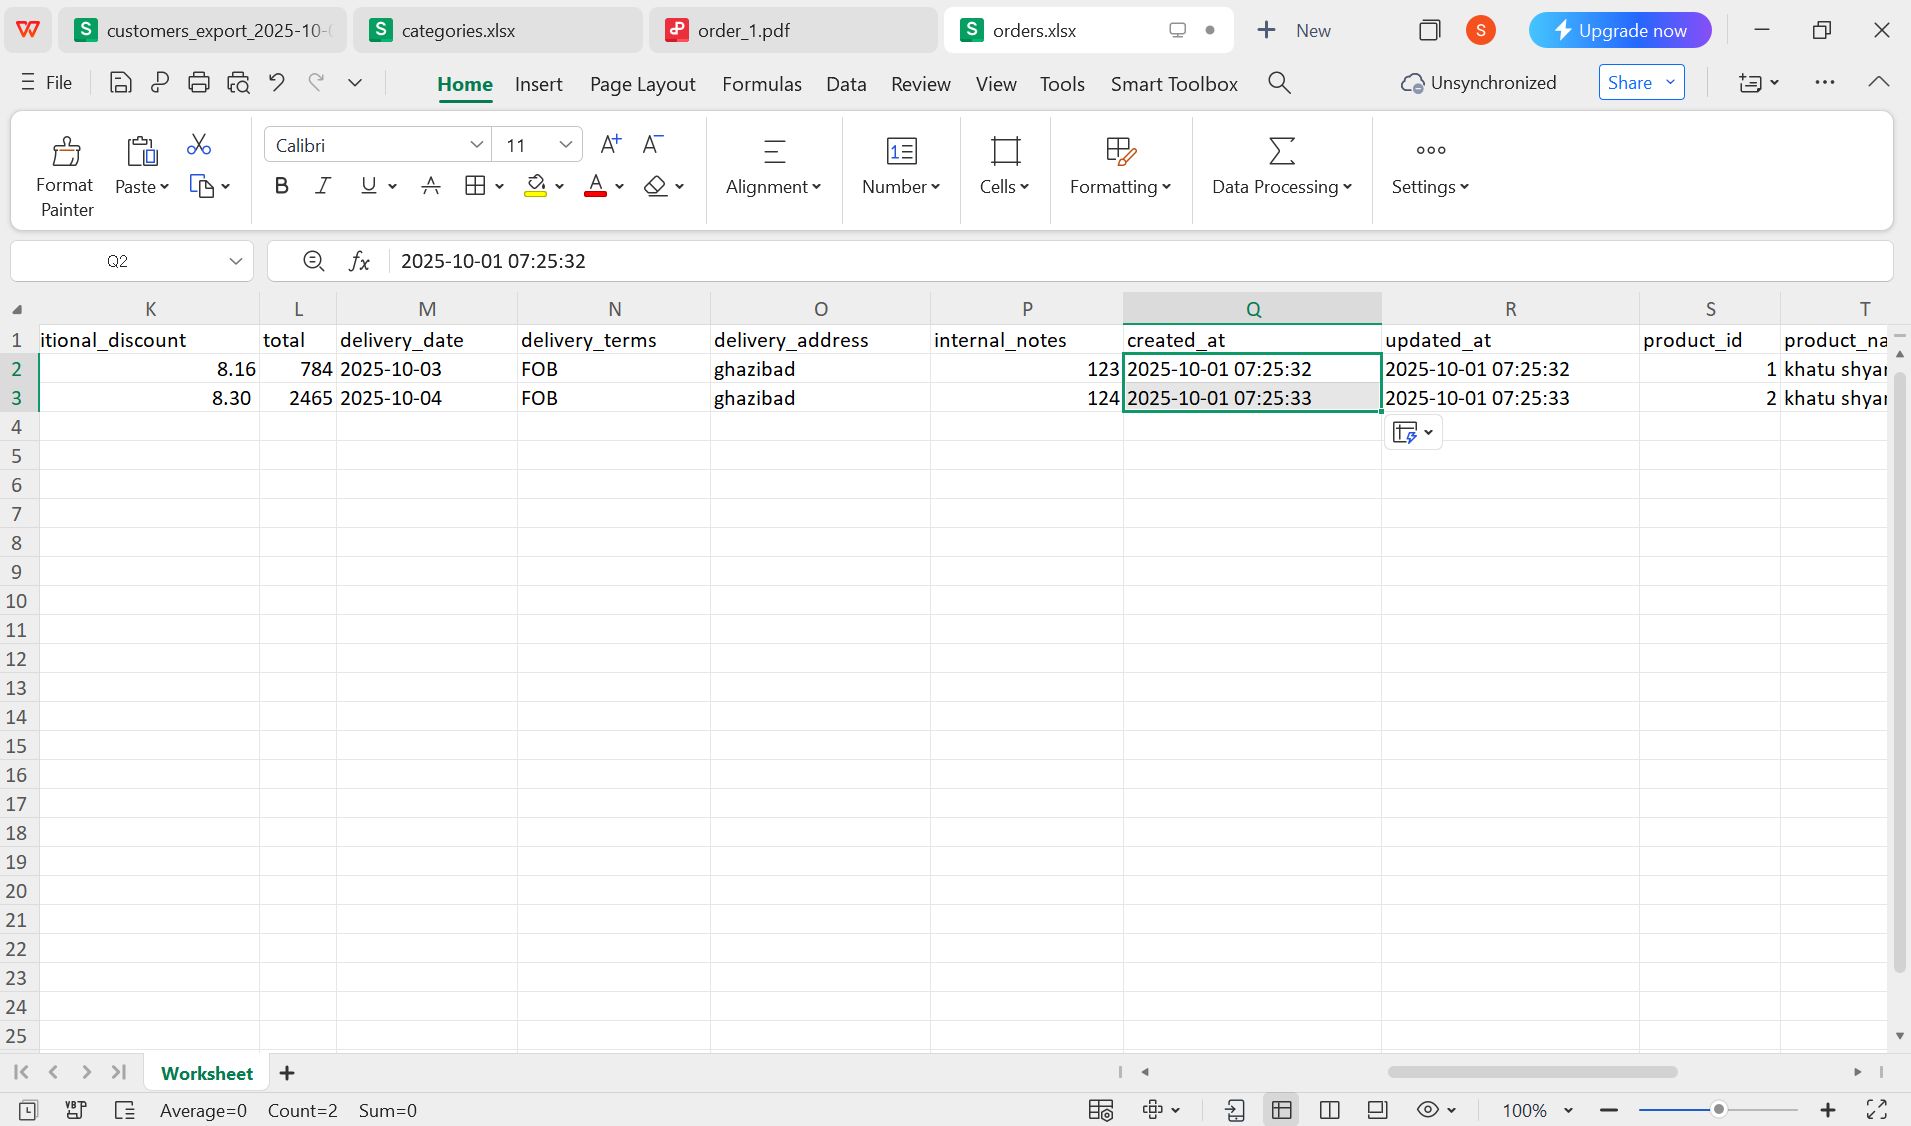 customers_export_2025-10-
categories.xlsx
order_1.pdf
orders.xlsx
New
S
Upgrade now
File
Home
Insert
Page Layout
Formulas
Data
Review
View
Tools
Smart Toolbox
Unsynchronized
Share
Format Painter
Paste
Calibri
11
Alignment
Number
Cells
Formatting
Data Processing
Settings
Q2
2025-10-01 07:25:32
K L M N O P Q R S T
1 itional_discount total delivery_date delivery_terms delivery_address internal_notes created_at updated_at product_id product_na
2 8.16 784 2025-10-03 FOB ghazibad 123 2025-10-01 07:25:32 2025-10-01 07:25:32 1 khatu shyar
3 8.30 2465 2025-10-04 FOB ghazibad 124 2025-10-01 07:25:33 2025-10-01 07:25:33 2 khatu shyar
4
5
6
7
8
9
10
11
12
13
14
15
16
17
18
19
20
21
22
23
24
25
Worksheet
Average=0 Count=2 Sum=0
100%